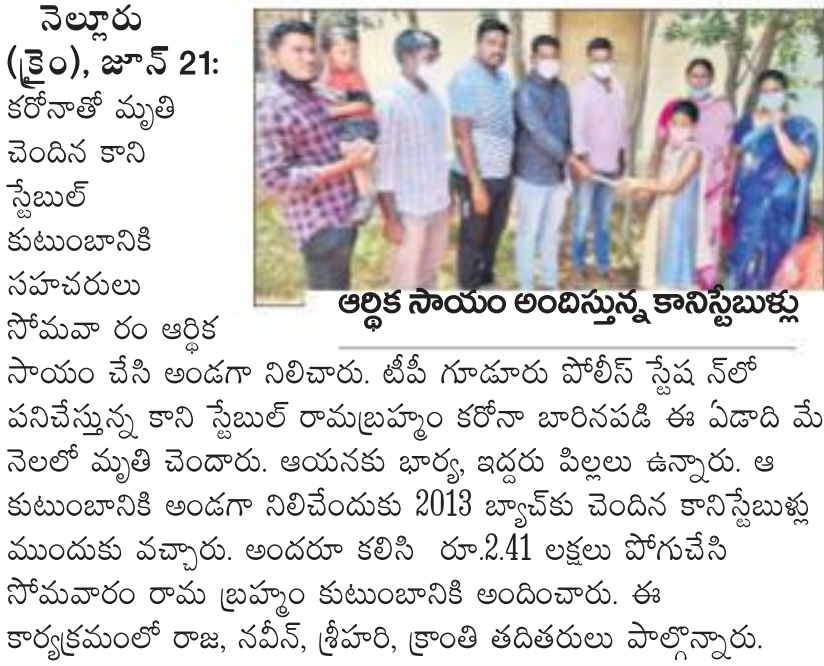 నెల్లూరు
(క్రైం), జూన్ 21:
కరోనాతో మృతి
చెందిన కాని
స్టేబుల్
కుటుంబానికి
సహచరులు
సోమవా రం ఆర్థిక
ఆర్థిక సాయం అందిస్తున్న కానిస్టేబుళ్లు
సాయం చేసి అండగా నిలిచారు. టీపీ గూడూరు పోలీస్ స్టేష న్‌లో
పనిచేస్తున్న కాని స్టేబుల్ రామబ్రహ్మం కరోనా బారినపడి ఈ ఏడాది మే
నెలలో మృతి చెందారు. ఆయనకు భార్య, ఇద్దరు పిల్లలు ఉన్నారు. ఆ
కుటుంబానికి అండగా నిలిచేందుకు 2013 బ్యాచ్‌కు చెందిన కానిస్టేబుళ్లు
ముందుకు వచ్చారు. అందరూ కలిసి రూ.2.41 లక్షలు పోగుచేసి
సోమవారం రామ బ్రహ్మం కుటుంబానికి అందించారు. ఈ
కార్యక్రమంలో రాజ, నవీన్, శ్రీహరి, క్రాంతి తదితరులు పాల్గొన్నారు.